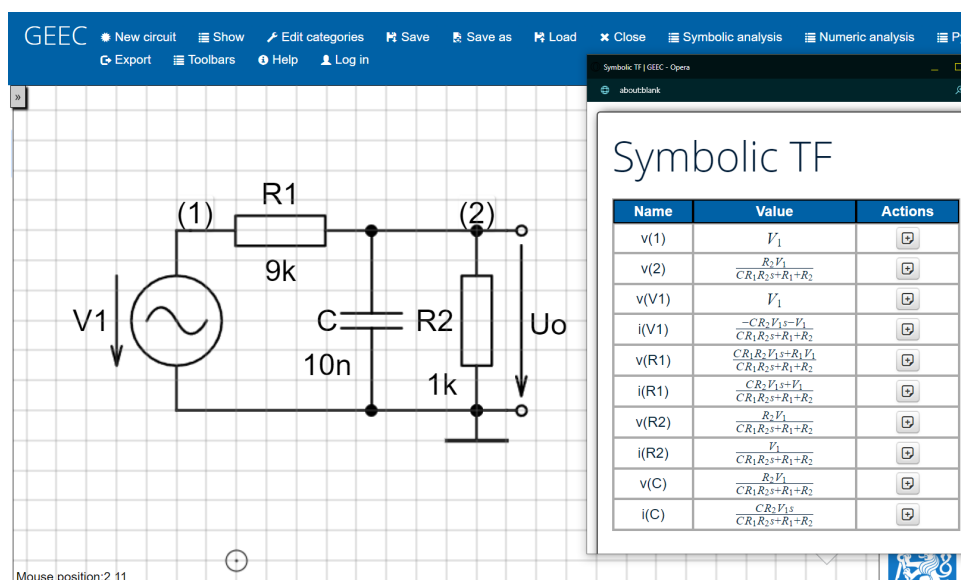 GEEC New circuit Show Edit categories Save Save as Load Close Symbolic analysis Numeric analysis
Export Toolbars Help Log in
Symbolic TF | GEEC - Opera
about:blank
»
Symbolic TF
Name Value Actions
v(1) V₁
v(2) R₂V₁ / CR₁R₂s+R₁+R₂
v(V1) V₁
i(V1) −CR₂V₁s−V₁ / CR₁R₂s+R₁+R₂
v(R1) CR₁R₂V₁s+R₁V₁ / CR₁R₂s+R₁+R₂
i(R1) CR₂V₁s+V₁ / CR₁R₂s+R₁+R₂
v(R2) R₂V₁ / CR₁R₂s+R₁+R₂
i(R2) V₁ / CR₁R₂s+R₁+R₂
v(C) R₂V₁ / CR₁R₂s+R₁+R₂
i(C) CR₂V₁s / CR₁R₂s+R₁+R₂
R1
(1) (2)
9k
V1 C R2 Uo
10n
1k
Mouse position:2,11